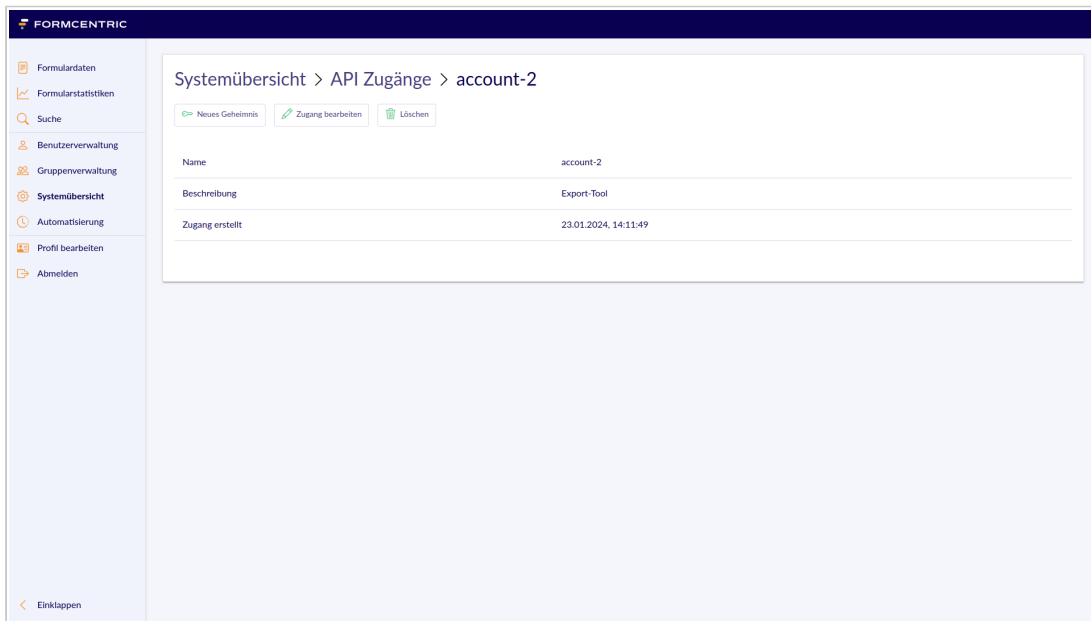 FORMCENTRIC
Formulardaten
Formularstatistiken
Suche
Benutzerverwaltung
Gruppenverwaltung
Systemübersicht
Automatisierung
Profil bearbeiten
Abmelden
Einklappen
Systemübersicht > API Zugänge > account-2
Neues Geheimnis Zugang bearbeiten Löschen
Name account-2
Beschreibung Export-Tool
Zugang erstellt 23.01.2024, 14:11:49